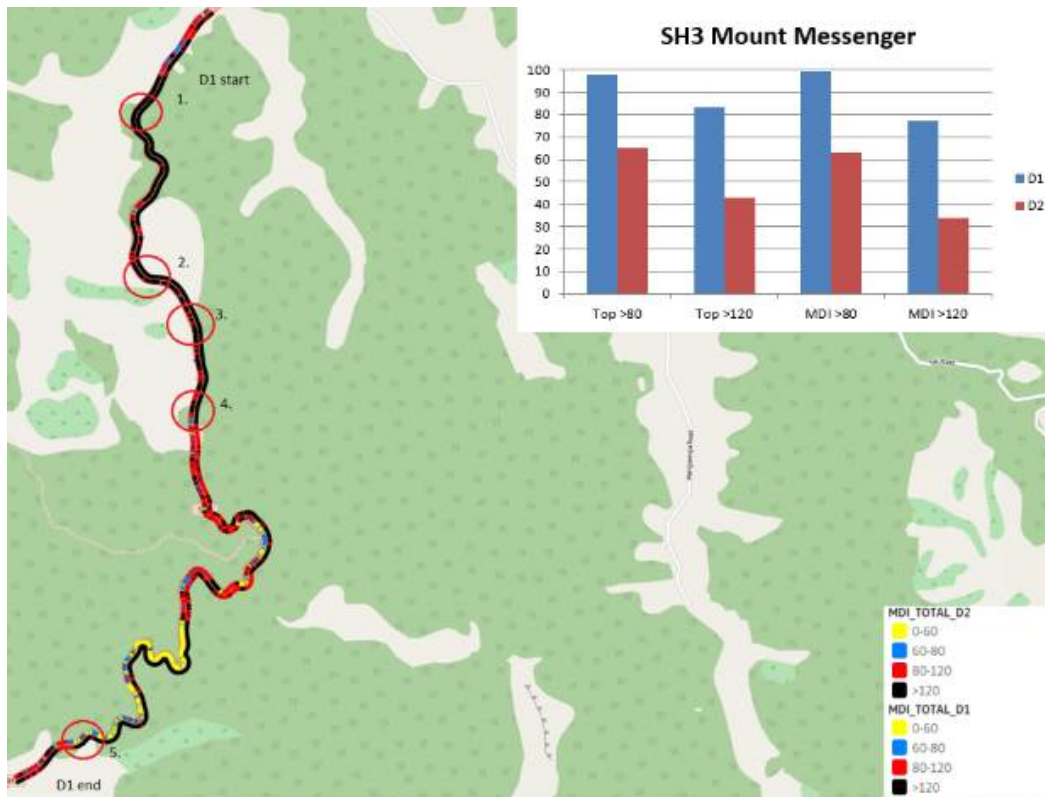 SH3 Mount Messenger
100
90
80
70
60
50
40
30
20
10
0
Top >80
Top >120
MDI >80
MDI >120
D1
D2
D1 start
1.
2.
3.
4.
5.
D1 end
MDI_TOTAL_D2
0-60
60-80
80-120
>120
MDI_TOTAL_D1
0-60
60-80
80-120
>120